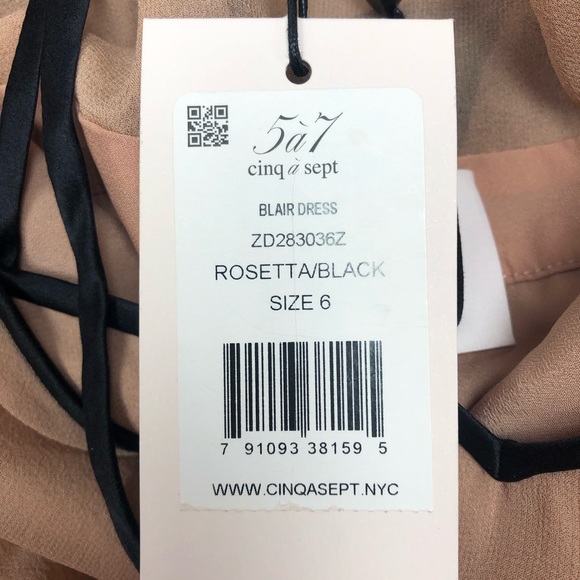 5à7
cinq à sept
BLAIR DRESS
ZD283036Z
ROSETTA/BLACK
SIZE 6
7 91093 38159 5
WWW.CINQASEPT.NYC